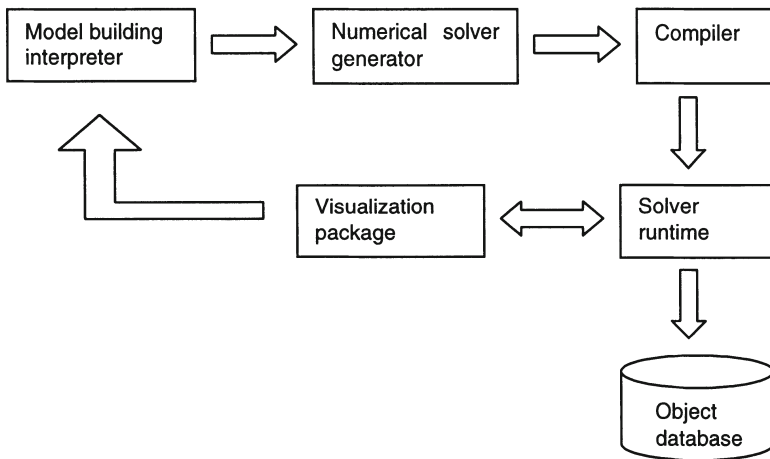 Model building
interpreter
Numerical solver
generator
Compiler
Visualization
package
Solver
runtime
Object
database